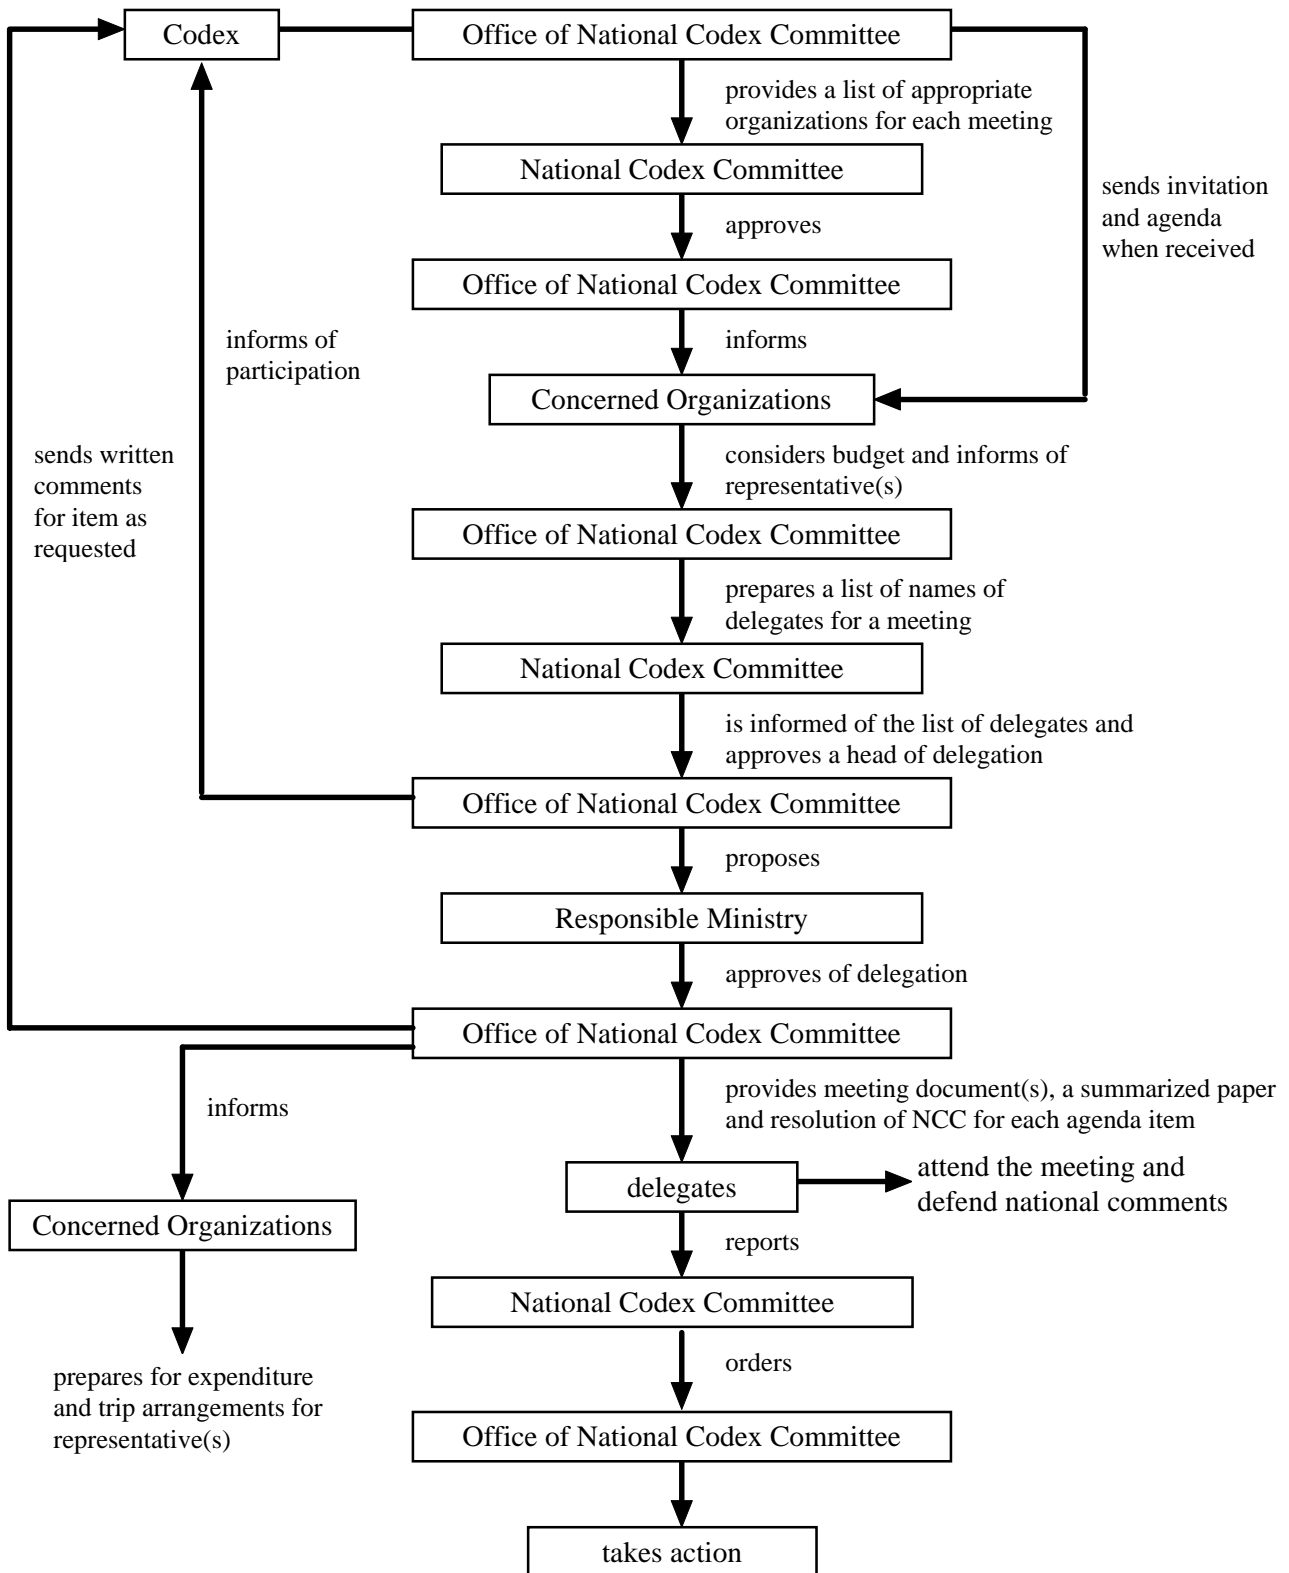 Codex
Office of National Codex Committee
provides a list of appropriate
organizations for each meeting
National Codex Committee
sends invitation
and agenda
when received
approves
Office of National Codex Committee
informs of
participation
informs
Concerned Organizations
sends written
comments
for item as
requested
considers budget and informs of
representative(s)
Office of National Codex Committee
prepares a list of names of
delegates for a meeting
National Codex Committee
is informed of the list of delegates and
approves a head of delegation
Office of National Codex Committee
proposes
Responsible Ministry
approves of delegation
Office of National Codex Committee
informs
provides meeting document(s), a summarized paper
and resolution of NCC for each agenda item
delegates
attend the meeting and
defend national comments
Concerned Organizations
reports
National Codex Committee
orders
prepares for expenditure
and trip arrangements for
representative(s)
Office of National Codex Committee
takes action